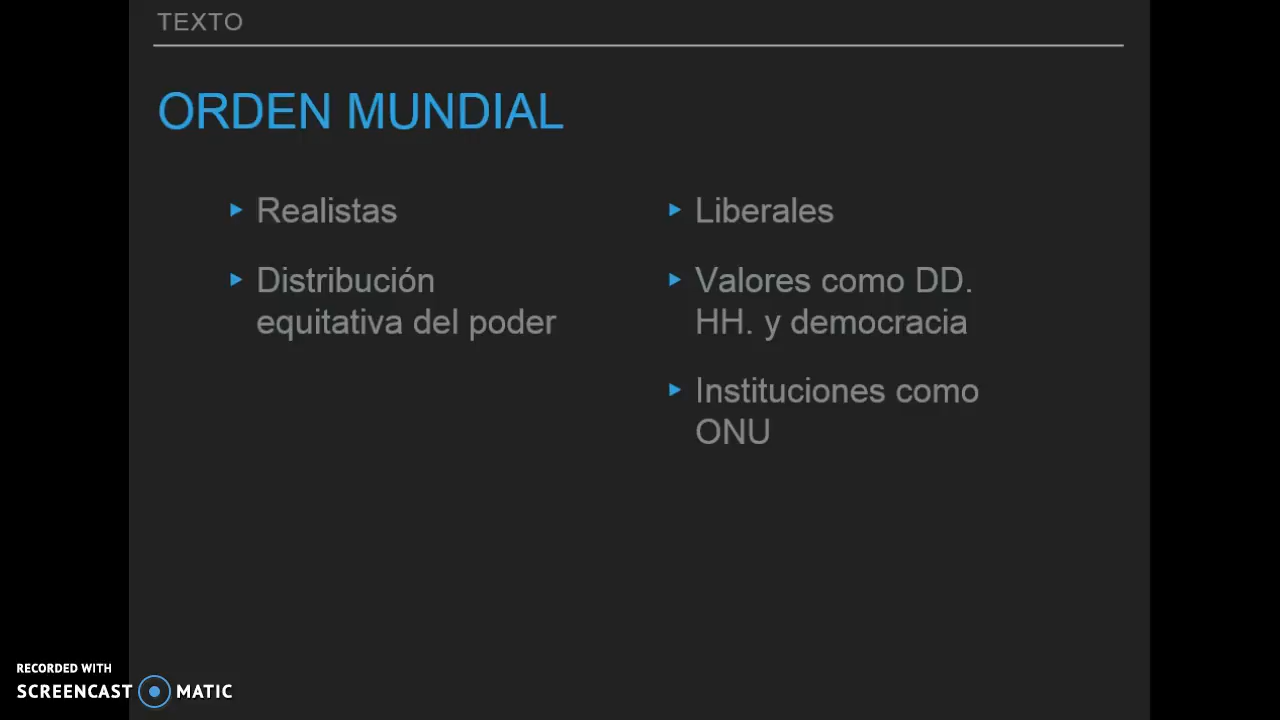 TEXTO
ORDEN MUNDIAL
Realistas
Distribución
equitativa del poder
Liberales
Valores como DD.
HH. y democracia
Instituciones como
ONU
RECORDED WITH
SCREENCAST MATIC